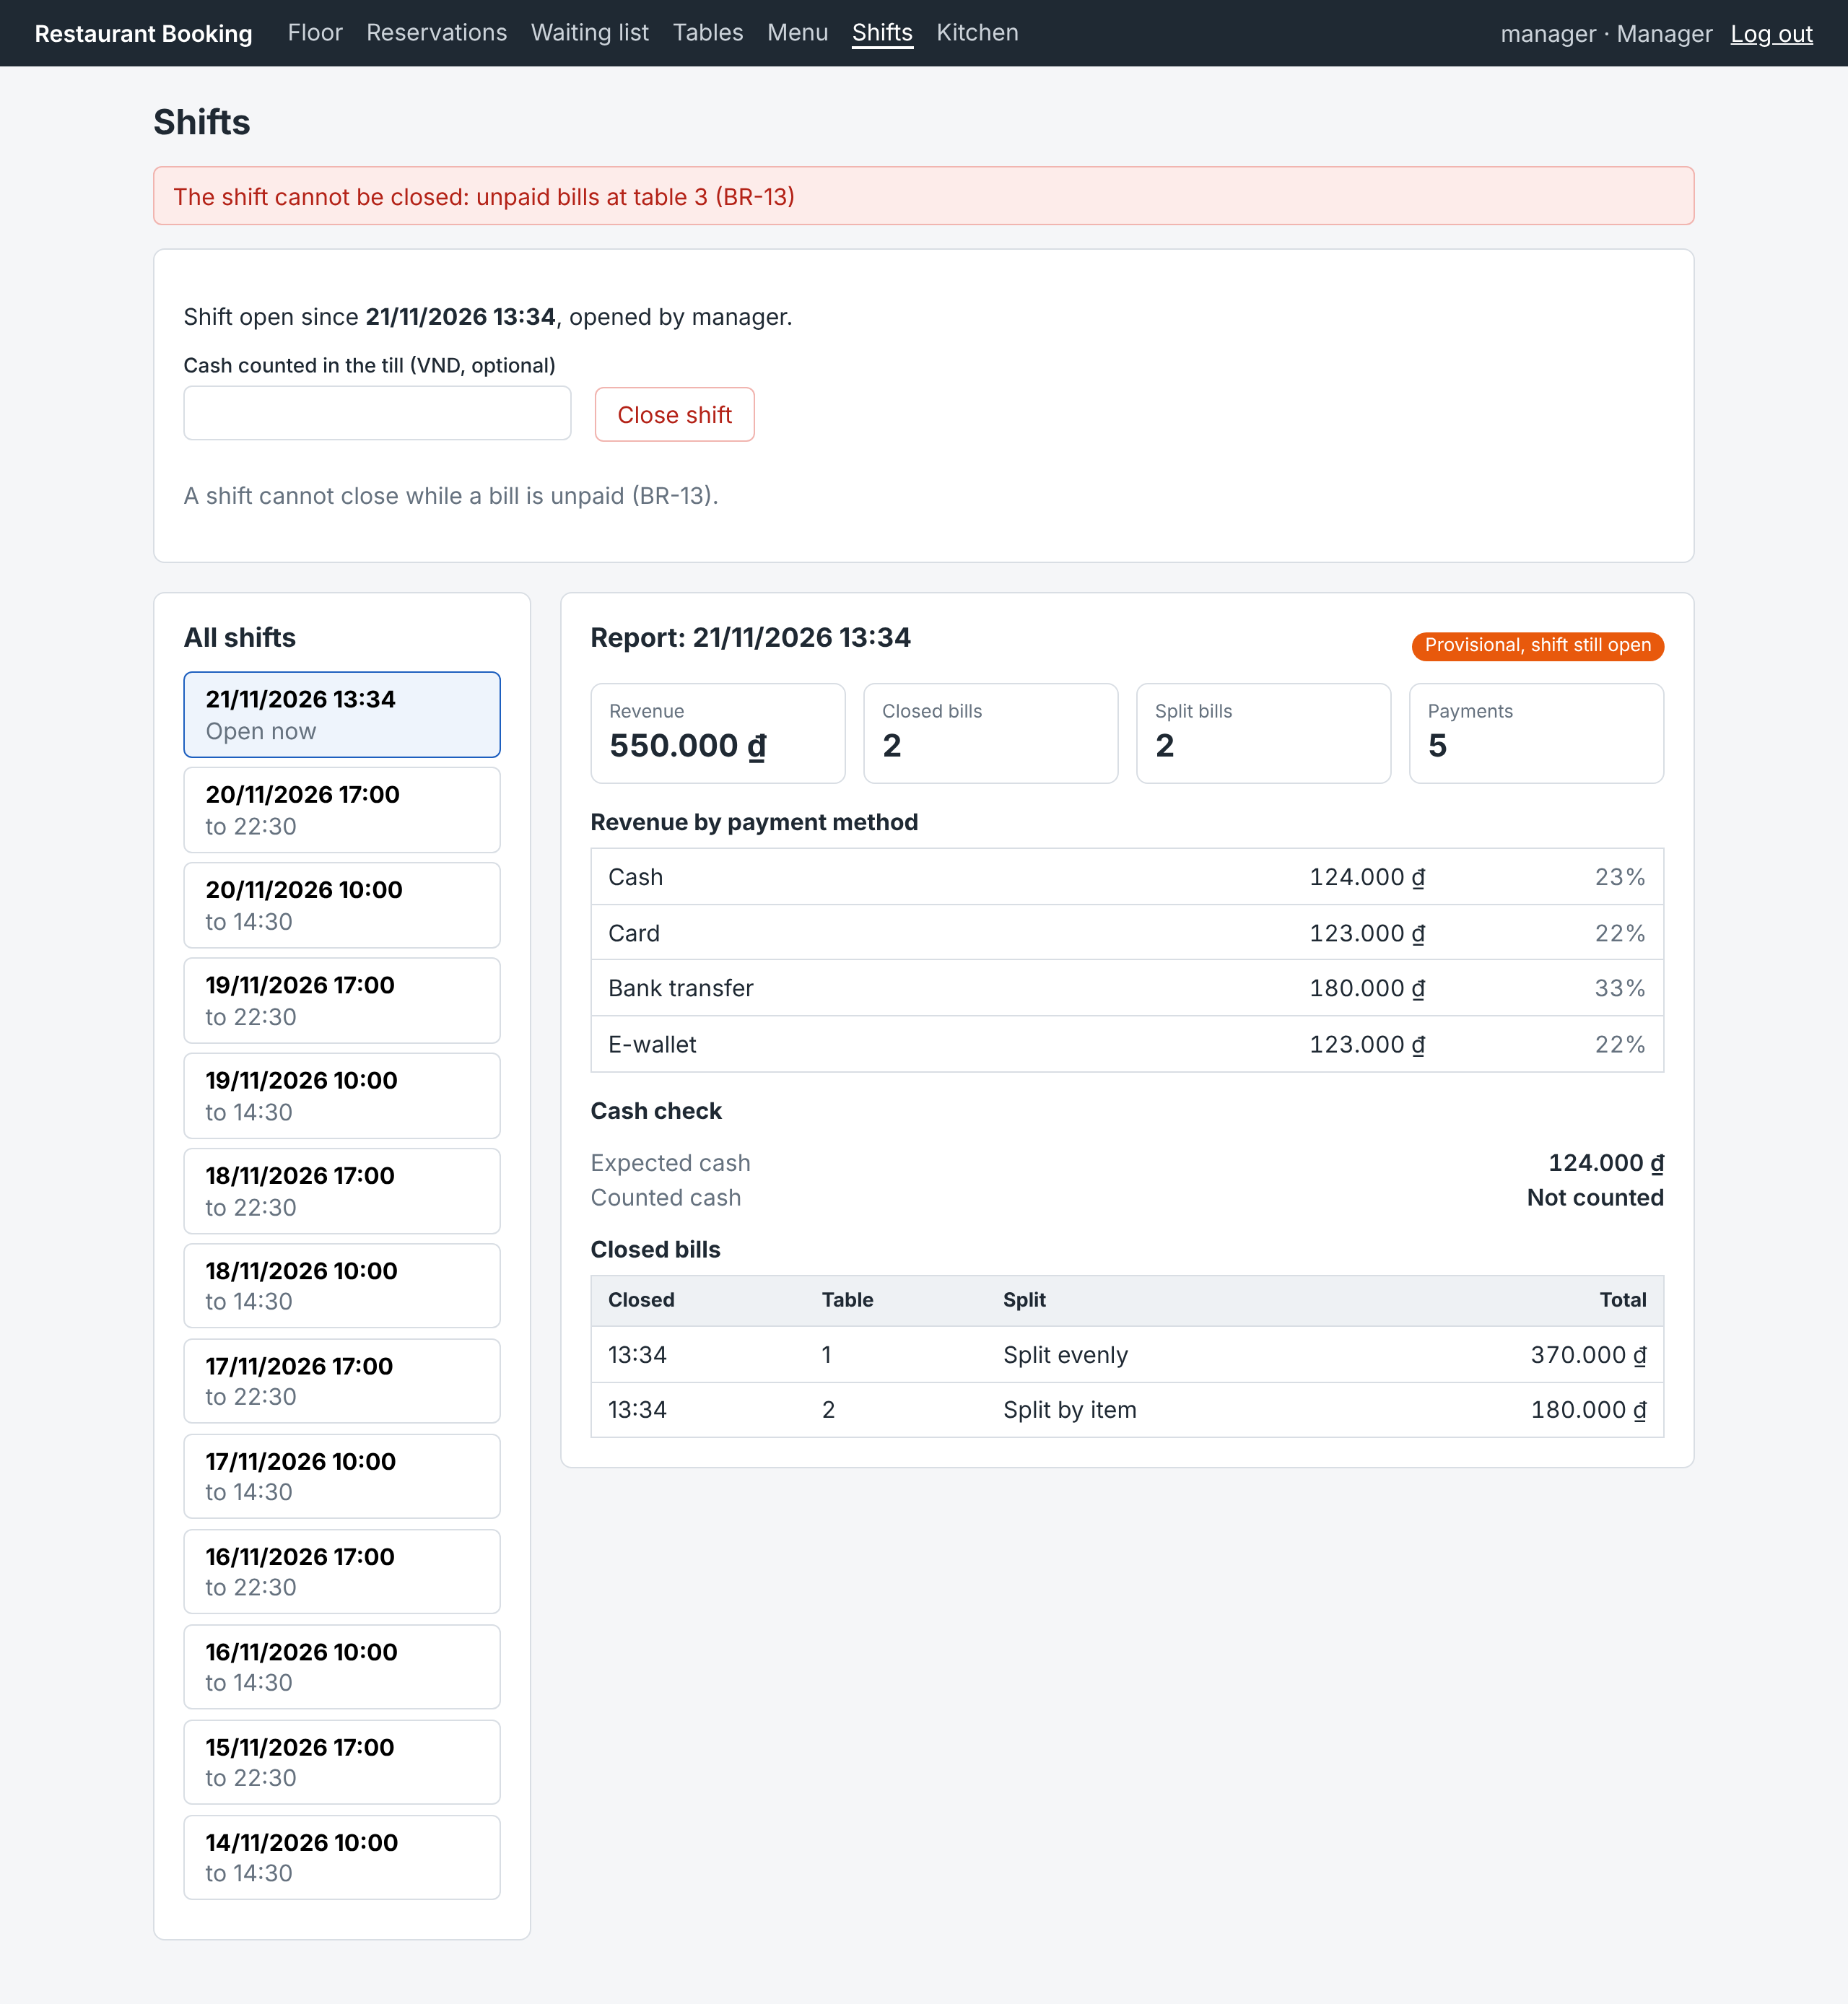 Restaurant Booking Floor Reservations Waiting list Tables Menu Shifts Kitchen manager · Manager Log out
Shifts
The shift cannot be closed: unpaid bills at table 3 (BR-13)
Shift open since 21/11/2026 13:34, opened by manager.
Cash counted in the till (VND, optional)
Close shift
A shift cannot close while a bill is unpaid (BR-13).
All shifts
21/11/2026 13:34
Open now
20/11/2026 17:00
to 22:30
20/11/2026 10:00
to 14:30
19/11/2026 17:00
to 22:30
19/11/2026 10:00
to 14:30
18/11/2026 17:00
to 22:30
18/11/2026 10:00
to 14:30
17/11/2026 17:00
to 22:30
17/11/2026 10:00
to 14:30
16/11/2026 17:00
to 22:30
16/11/2026 10:00
to 14:30
15/11/2026 17:00
to 22:30
14/11/2026 10:00
to 14:30
Report: 21/11/2026 13:34
Provisional, shift still open
Revenue
550.000 ₫
Closed bills
2
Split bills
2
Payments
5
Revenue by payment method
Cash 124.000 ₫ 23%
Card 123.000 ₫ 22%
Bank transfer 180.000 ₫ 33%
E-wallet 123.000 ₫ 22%
Cash check
Expected cash 124.000 ₫
Counted cash Not counted
Closed bills
Closed Table Split Total
13:34 1 Split evenly 370.000 ₫
13:34 2 Split by item 180.000 ₫